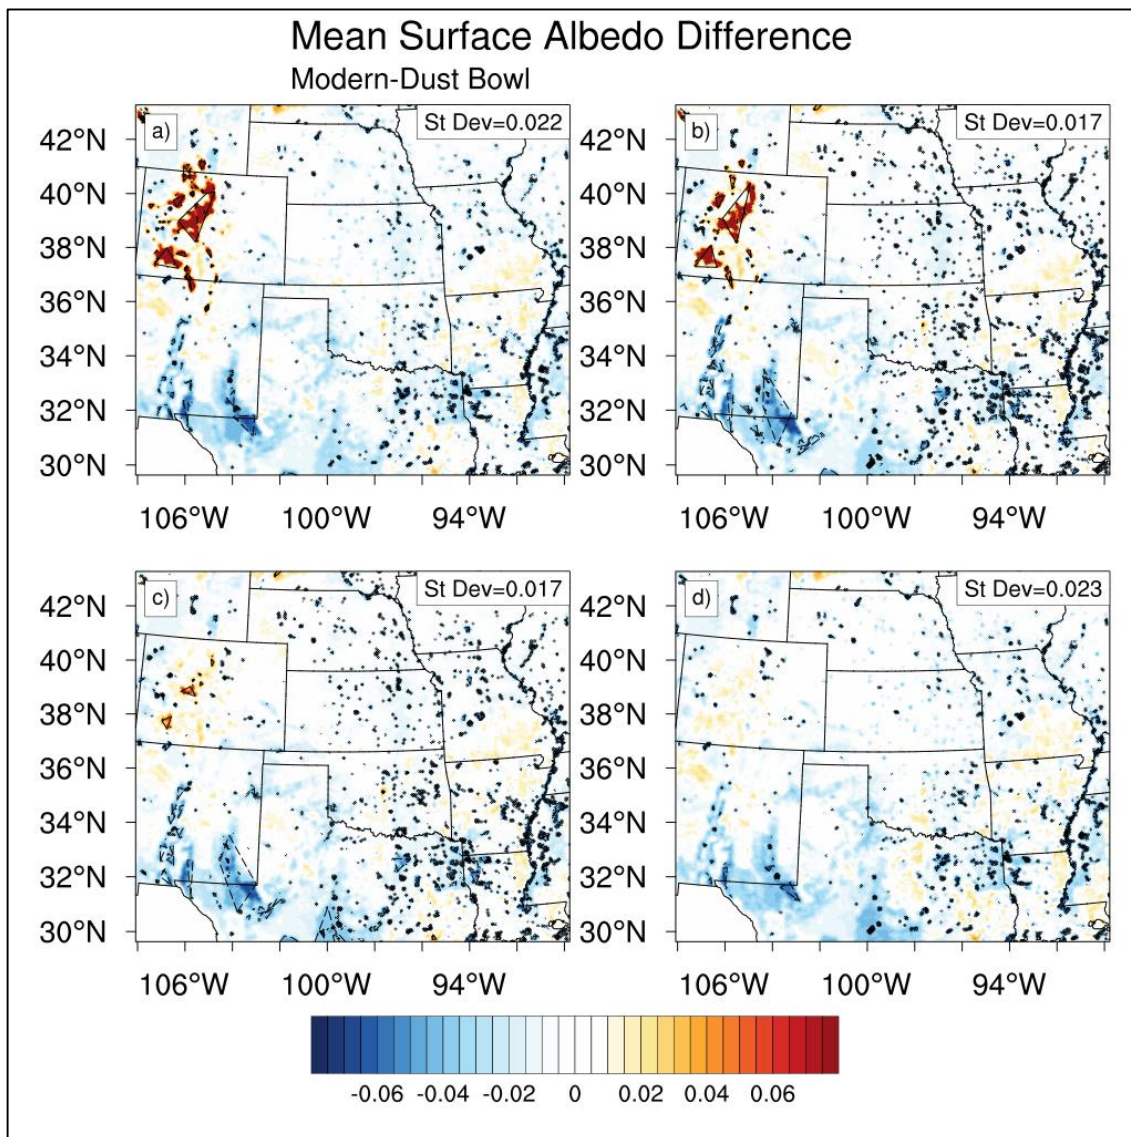 Mean Surface Albedo Difference
Modern-Dust Bowl
a) St Dev=0.022
b) St Dev=0.017
42°N
40°N
38°N
36°N
34°N
32°N
30°N
42°N
40°N
38°N
36°N
34°N
32°N
30°N
106°W 100°W 94°W
106°W 100°W 94°W
c) St Dev=0.017
d) St Dev=0.023
42°N
40°N
38°N
36°N
34°N
32°N
30°N
42°N
40°N
38°N
36°N
34°N
32°N
30°N
106°W 100°W 94°W
106°W 100°W 94°W
-0.06 -0.04 -0.02 0 0.02 0.04 0.06